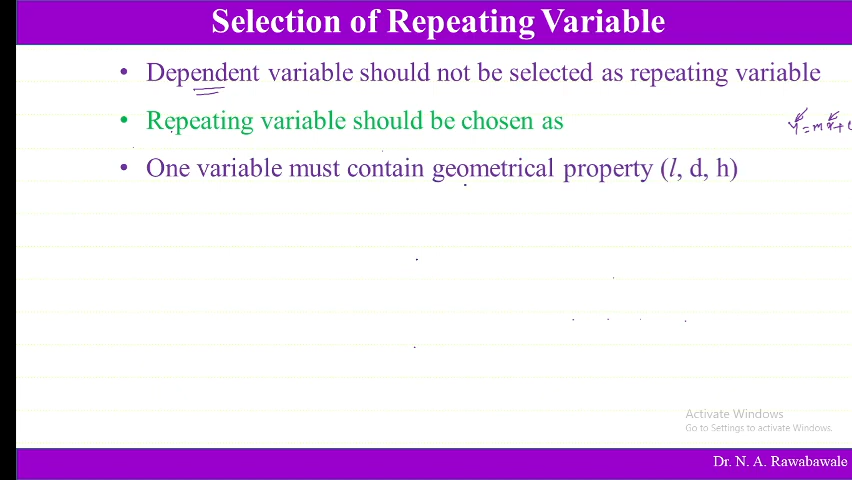 Selection of Repeating Variable
• Dependent variable should not be selected as repeating variable
• Repeating variable should be chosen as
y = mx +
• One variable must contain geometrical property (l, d, h)
Activate Windows
Go to Settings to activate Windows.
Dr. N. A. Rawabawale